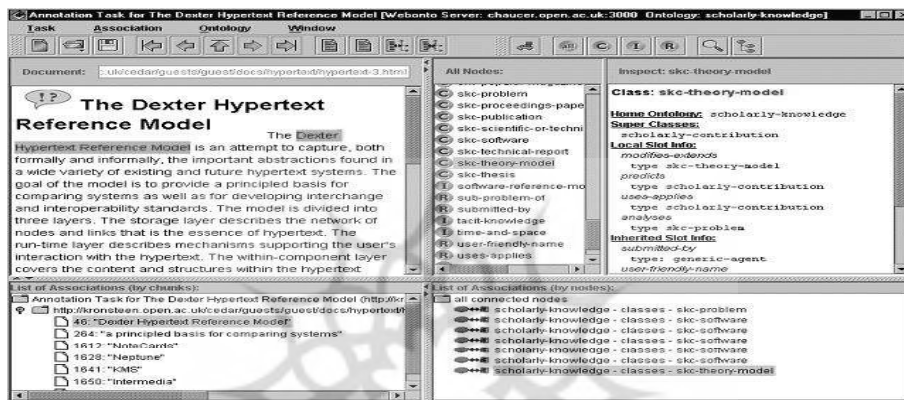 Annotation Task for The Dexter Hypertext Reference Model [Webonto Server: chaucer.open.ac.uk:3000 Ontology: scholarly-knowledge]
Task Association Ontology Window
Document: :.uk/cedar/guests/guest/docs/hypertext/hypertext-3.html
!?
The Dexter Hypertext
Reference Model
The Dexter
Hypertext Reference Model is an attempt to capture, both
formally and informally, the important abstractions found in
a wide variety of existing and future hypertext systems. The
goal of the model is to provide a principled basis for
comparing systems as well as for developing interchange
and interoperability standards. The model is divided into
three layers. The storage layer describes the network of
nodes and links that is the essence of hypertext. The
run-time layer describes mechanisms supporting the user's
interaction with the hypertext. The within-component layer
covers the content and structures within the hypertext
All Nodes:
C skc-problem
C skc-proceedings-pape
C skc-publication
C skc-scientific-or-techni
C skc-software
C skc-technical-report
C skc-theory-model
C skc-thesis
I software-reference-mo
R sub-problem-of
R submitted-by
I tacit-knowledge
I time-and-space
R user-friendly-name
R uses-applies
Inspect: skc-theory-model
Class: skc-theory-model
Home Ontology: scholarly-knowledge
Super Classes:
scholarly-contribution
Local Slot Info:
modifies-extends
type skc-theory-model
predicts
type scholarly-contribution
uses-applies
type scholarly-contribution
analyses
type skc-problem
Inherited Slot Info:
submitted-by
type: generic-agent
user-friendly-name
List of Associations (by chunks):
Annotation Task for The Dexter Hypertext Reference Model (http://kr
http://kronsteen.open.ac.uk/cedar/guests/guest/docs/hypertext/h
46: "Dexter Hypertext Reference Model"
264: "a principled basis for comparing systems"
1612: "NoteCards"
1628: "Neptune"
1641: "KMS"
1650: "Intermedia"
List of Associations (by nodes):
all connected nodes
scholarly-knowledge - classes - skc-problem
scholarly-knowledge - classes - skc-software
scholarly-knowledge - classes - skc-software
scholarly-knowledge - classes - skc-software
scholarly-knowledge - classes - skc-software
scholarly-knowledge - classes - skc-theory-model